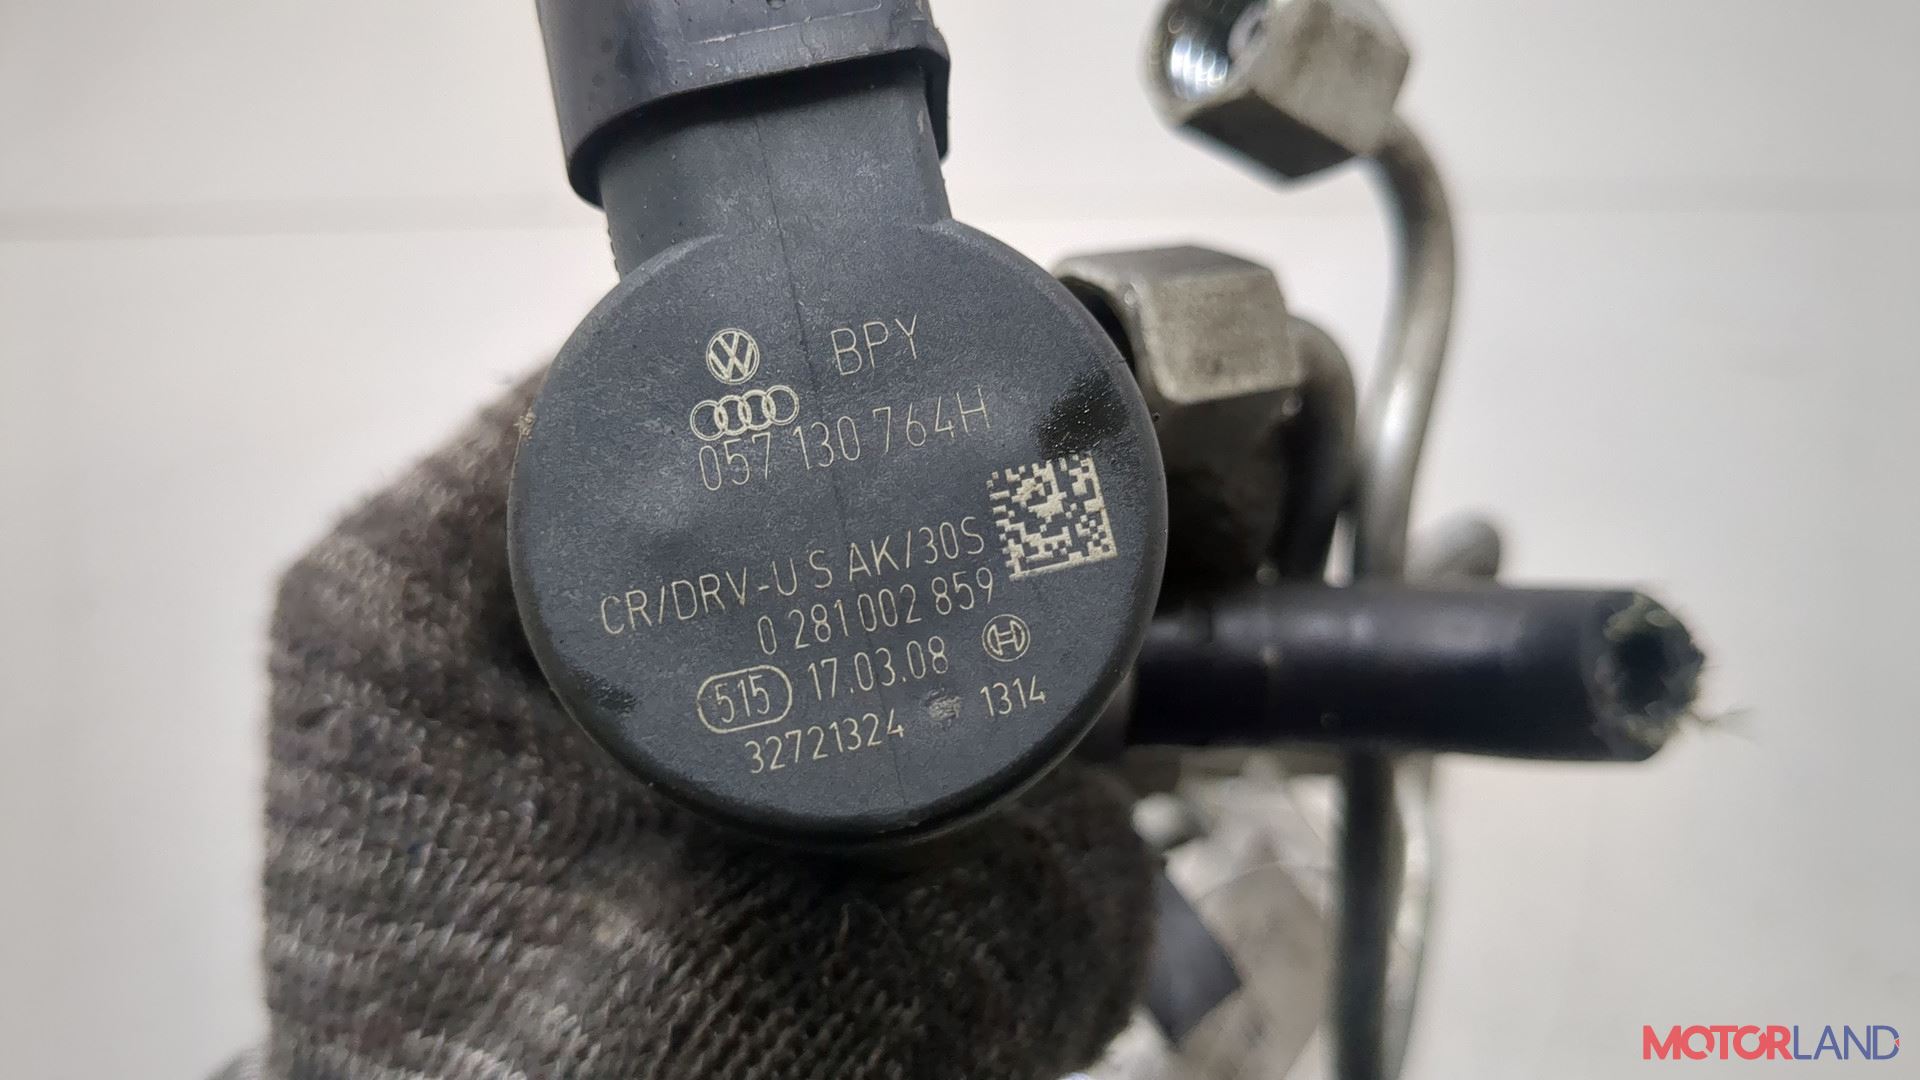 BPY
057 130 764H
CR/DRV-U S AK/30S
0 281 002 859
515 17.03.08
32721324 1314
MOTORLAND